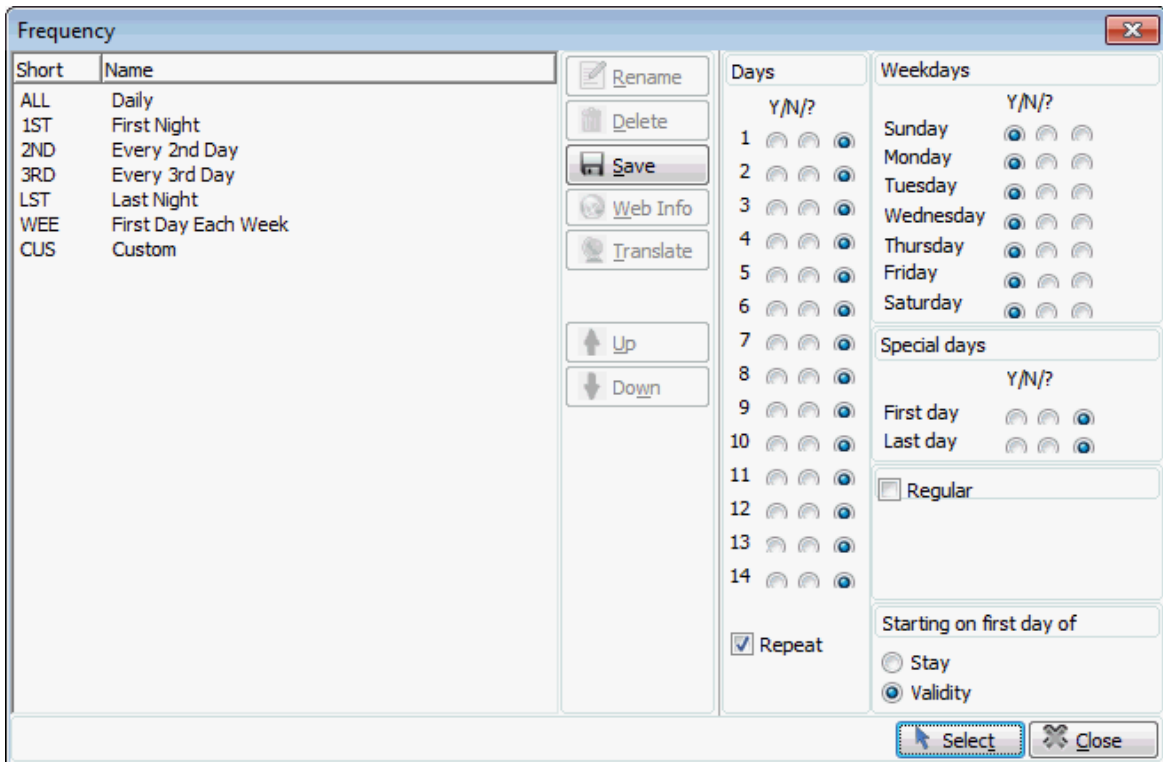 Frequency
Short Name
ALL Daily
1ST First Night
2ND Every 2nd Day
3RD Every 3rd Day
LST Last Night
WEE First Day Each Week
CUS Custom
Rename
Delete
Save
Web Info
Translate
Up
Down
Days
Y/N/?
1
2
3
4
5
6
7
8
9
10
11
12
13
14
Repeat
Weekdays
Y/N/?
Sunday
Monday
Tuesday
Wednesday
Thursday
Friday
Saturday
Special days
Y/N/?
First day
Last day
Regular
Starting on first day of
Stay
Validity
Select
Close